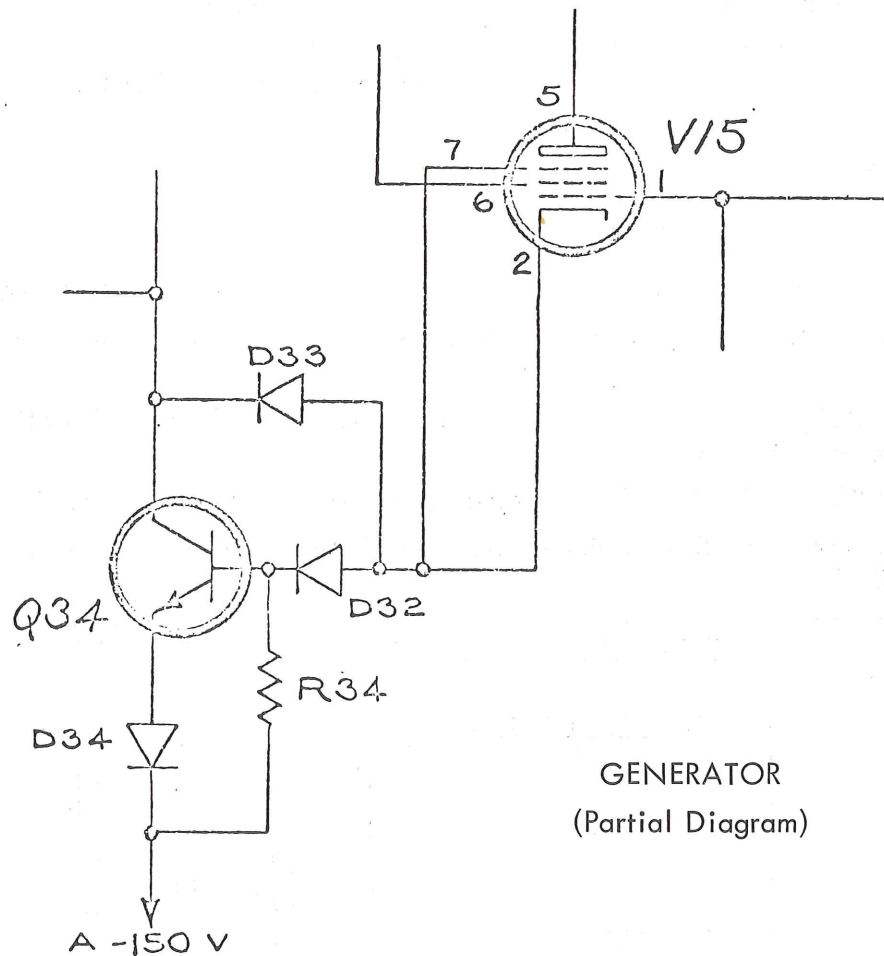 5
V15
7
1
6
2
D33
Q34
D32
R34
D34
GENERATOR
(Partial Diagram)
A -150 V